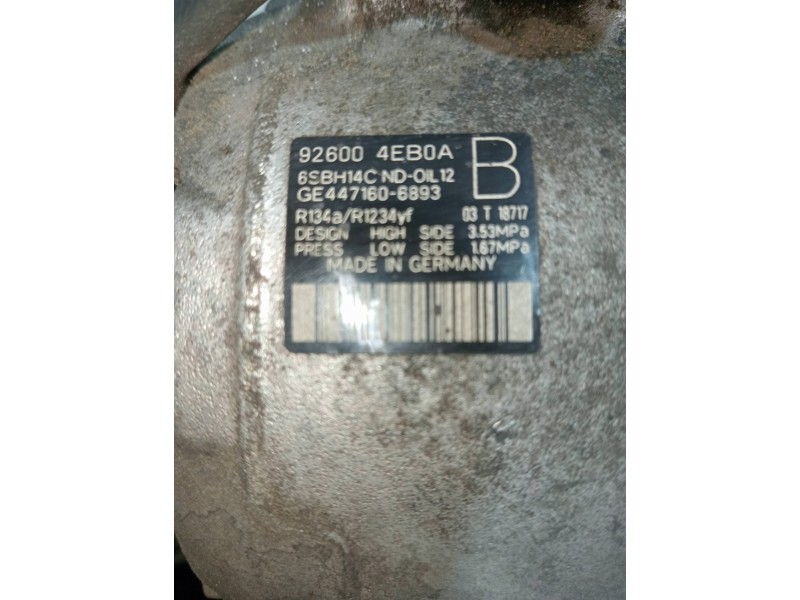 92600 4EB0A
B
6SBH14C ND-OIL12
GE447160-6893
R134a/R1234yf 03 T 18717
DESIGN HIGH SIDE 3.53MPa
PRESS LOW SIDE 1.67MPa
MADE IN GERMANY